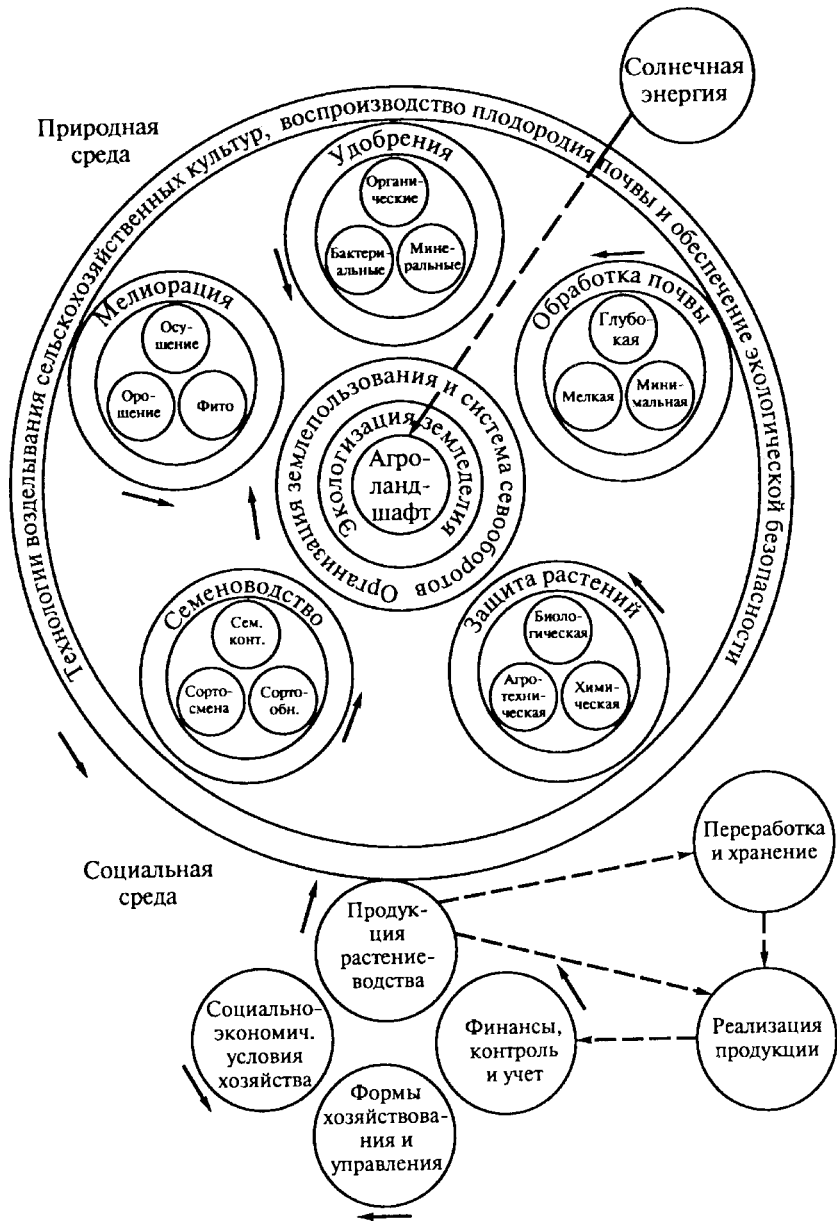 Солнечная
энергия
Природная
среда
Технологии возделывания сельскохозяйственных культур, воспроизводство плодородия почвы и обеспечение экологической безопасности
Удобрения
Органи-
ческие
Бактери-
альные
Мине-
ральные
Мелиорация
Осу-
шение
Оро-
шение
Фито
Обработка почвы
Глубо-
кая
Мелкая
Мини-
мальная
Организация землепользования и система севооборотов
Экологизация земледелия
Агро-
ланд-
шафт
Семеноводство
Сем.
конт.
Сорто-
смена
Сорто-
обн.
Защита растений
Биоло-
гическая
Агро-
техни-
ческая
Хими-
ческая
Социальная
среда
Переработка
и хранение
Продук-
ция
растение-
водства
Социально-
экономич.
условия
хозяйства
Финансы,
контроль
и учет
Реализация
продукции
Формы
хозяйствова-
ния и
управления